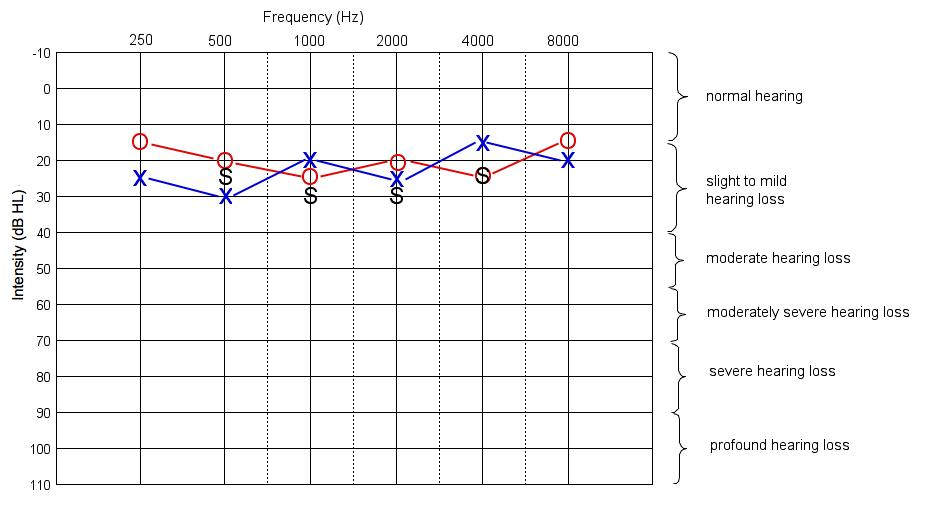 Frequency (Hz)
250 500 1000 2000 4000 8000
-10
0
10
20
30
40
50
60
70
80
90
100
110
Intensity (dB HL)
O O O O O
X X X X X X
S S S S
normal hearing
slight to mild
hearing loss
moderate hearing loss
moderately severe hearing loss
severe hearing loss
profound hearing loss